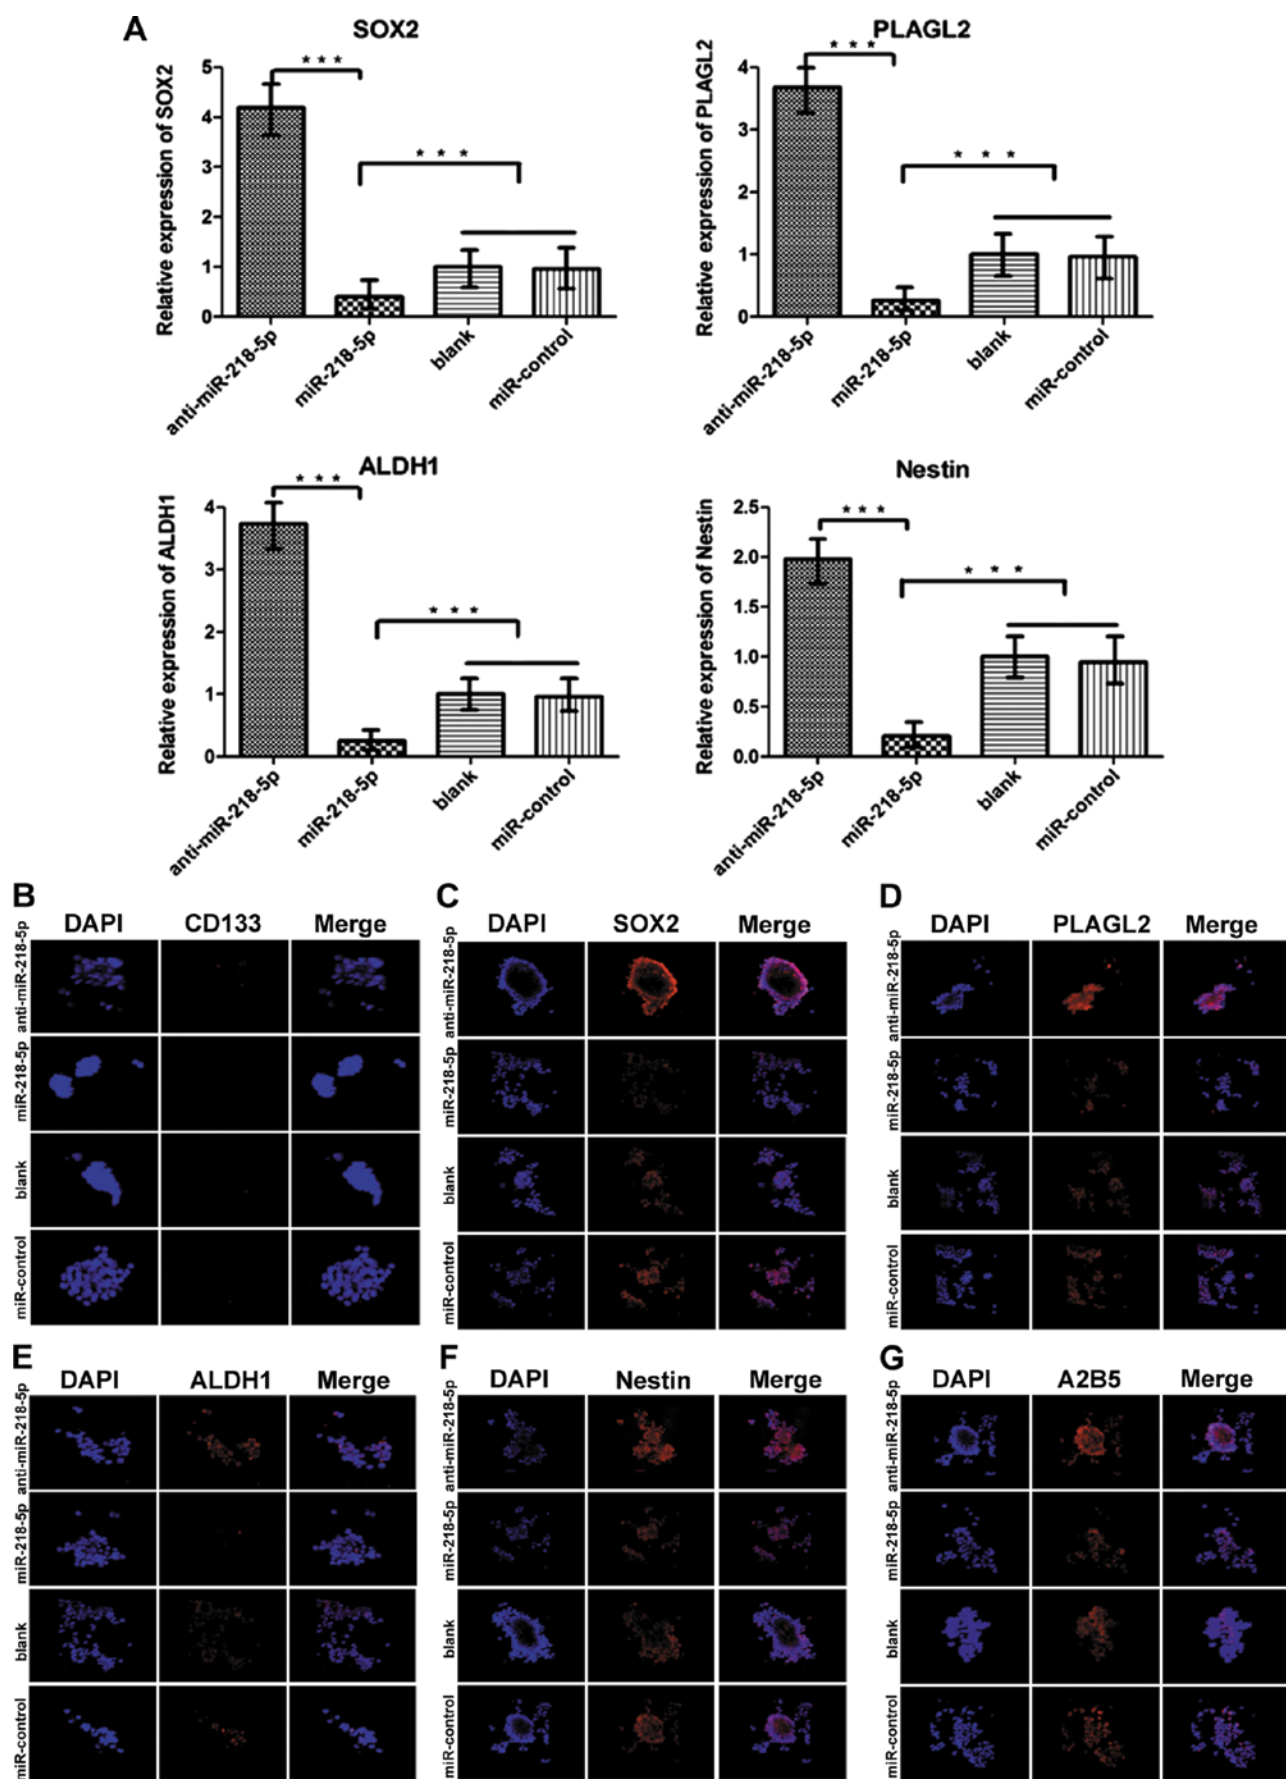 A
SOX2
Relative expression of SOX2
5
4
3
2
1
0
* * *
* * *
anti-miR-218-5p
miR-218-5p
blank
miR-control
PLAGL2
Relative expression of PLAGL2
4
3
2
1
0
* * *
* * *
anti-miR-218-5p
miR-218-5p
blank
miR-control
ALDH1
Relative expression of ALDH1
4
3
2
1
0
* * *
* * *
anti-miR-218-5p
miR-218-5p
blank
miR-control
Nestin
Relative expression of Nestin
2.5
2.0
1.5
1.0
0.5
0.0
* * *
* * *
anti-miR-218-5p
miR-218-5p
blank
miR-control
B
DAPI CD133 Merge
anti-miR-218-5p
miR-218-5p
blank
miR-control
C
DAPI SOX2 Merge
anti-miR-218-5p
miR-218-5p
blank
miR-control
D
DAPI PLAGL2 Merge
anti-miR-218-5p
miR-218-5p
blank
miR-control
E
DAPI ALDH1 Merge
anti-miR-218-5p
miR-218-5p
blank
miR-control
F
DAPI Nestin Merge
anti-miR-218-5p
miR-218-5p
blank
miR-control
G
DAPI A2B5 Merge
anti-miR-218-5p
miR-218-5p
blank
miR-control